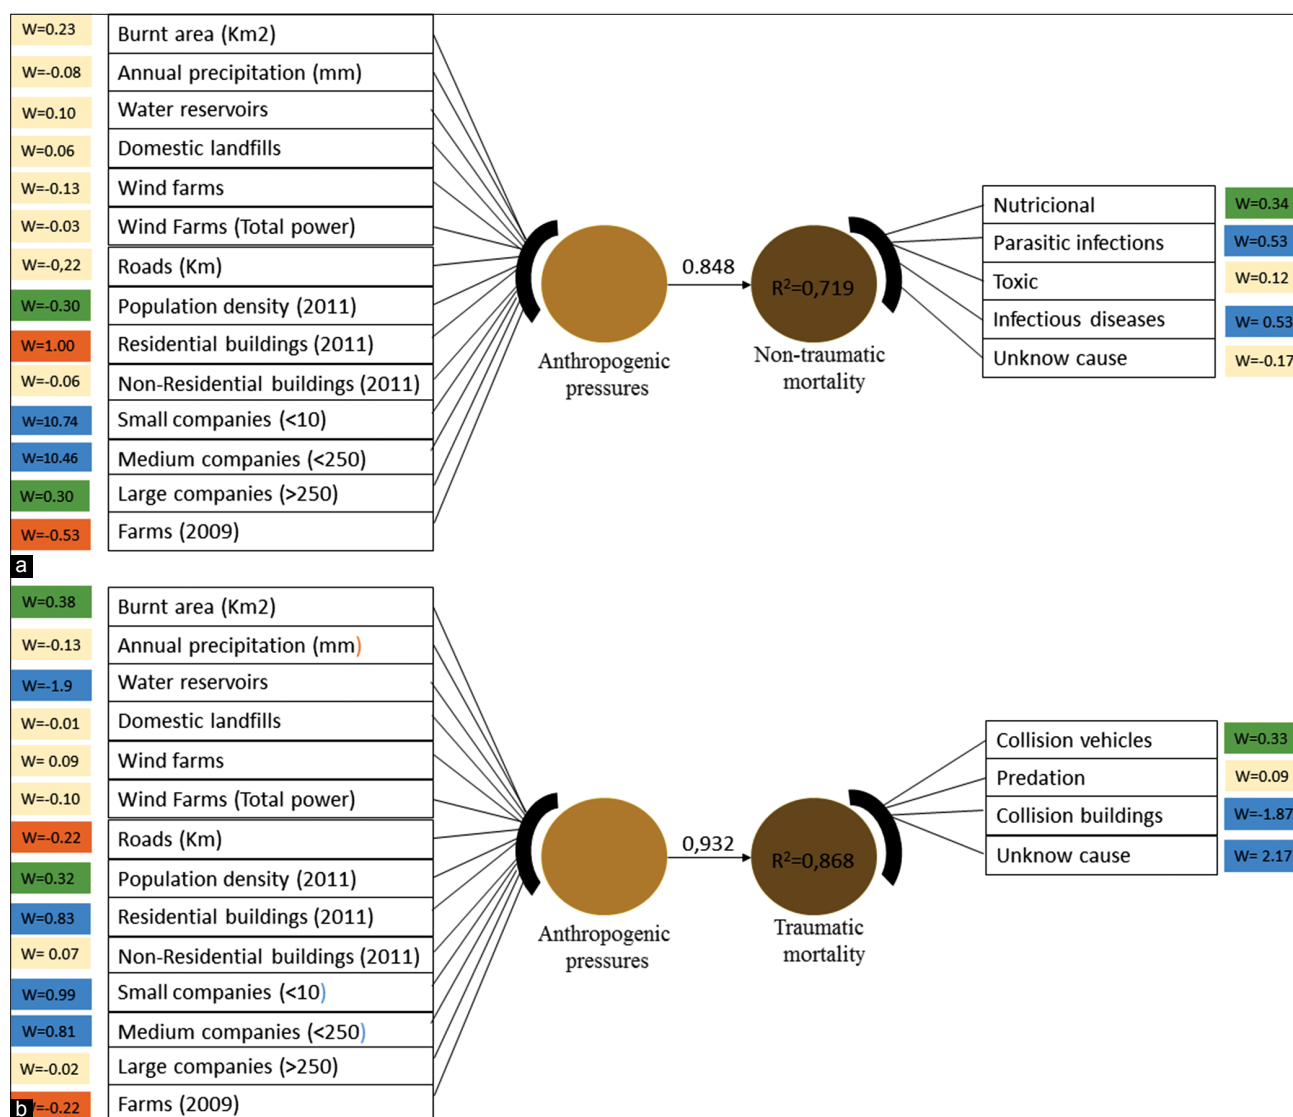 W=0.23 Burnt area (Km2)
W=-0.08 Annual precipitation (mm)
W=0.10 Water reservoirs
W=0.06 Domestic landfills
W=-0.13 Wind farms
W=-0.03 Wind Farms (Total power)
W=-0,22 Roads (Km)
W=-0.30 Population density (2011)
W=1.00 Residential buildings (2011)
W=-0.06 Non-Residential buildings (2011)
W=10.74 Small companies (<10)
W=10.46 Medium companies (<250)
W=0.30 Large companies (>250)
W=-0.53 Farms (2009)
Anthropogenic
pressures
0.848
R²=0,719
Non-traumatic
mortality
Nutricional W=0.34
Parasitic infections W=0.53
Toxic W=0.12
Infectious diseases W= 0.53
Unknow cause W=-0.17
a
W=0.38 Burnt area (Km2)
W=-0.13 Annual precipitation (mm)
W=-1.9 Water reservoirs
W=-0.01 Domestic landfills
W= 0.09 Wind farms
W=-0.10 Wind Farms (Total power)
W=-0.22 Roads (Km)
W=0.32 Population density (2011)
W=0.83 Residential buildings (2011)
W= 0.07 Non-Residential buildings (2011)
W=0.99 Small companies (<10)
W=0.81 Medium companies (<250)
W=-0.02 Large companies (>250)
W=-0.22 Farms (2009)
Anthropogenic
pressures
0,932
R²=0,868
Traumatic
mortality
Collision vehicles W=0.33
Predation W=0.09
Collision buildings W=-1.87
Unknow cause W= 2.17
b